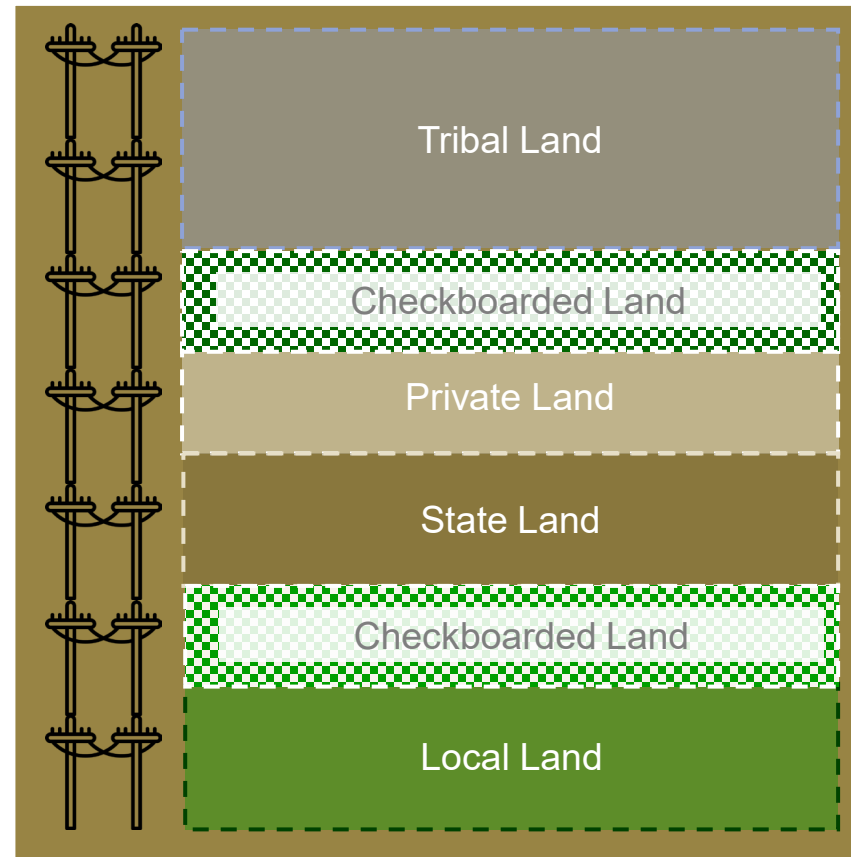 Tribal Land
Checkboarded Land
Private Land
State Land
Checkboarded Land
Local Land